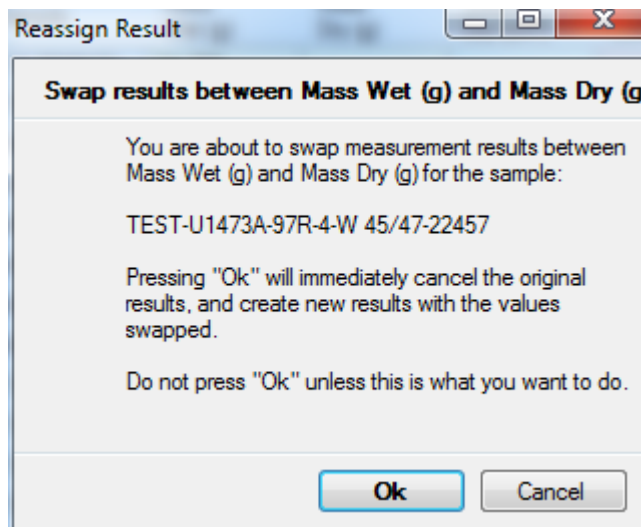 Reassign Result
Swap results between Mass Wet (g) and Mass Dry (g
You are about to swap measurement results between
Mass Wet (g) and Mass Dry (g) for the sample:
TEST-U1473A-97R-4-W 45/47-22457
Pressing "Ok" will immediately cancel the original
results, and create new results with the values
swapped.
Do not press "Ok" unless this is what you want to do.
Ok
Cancel